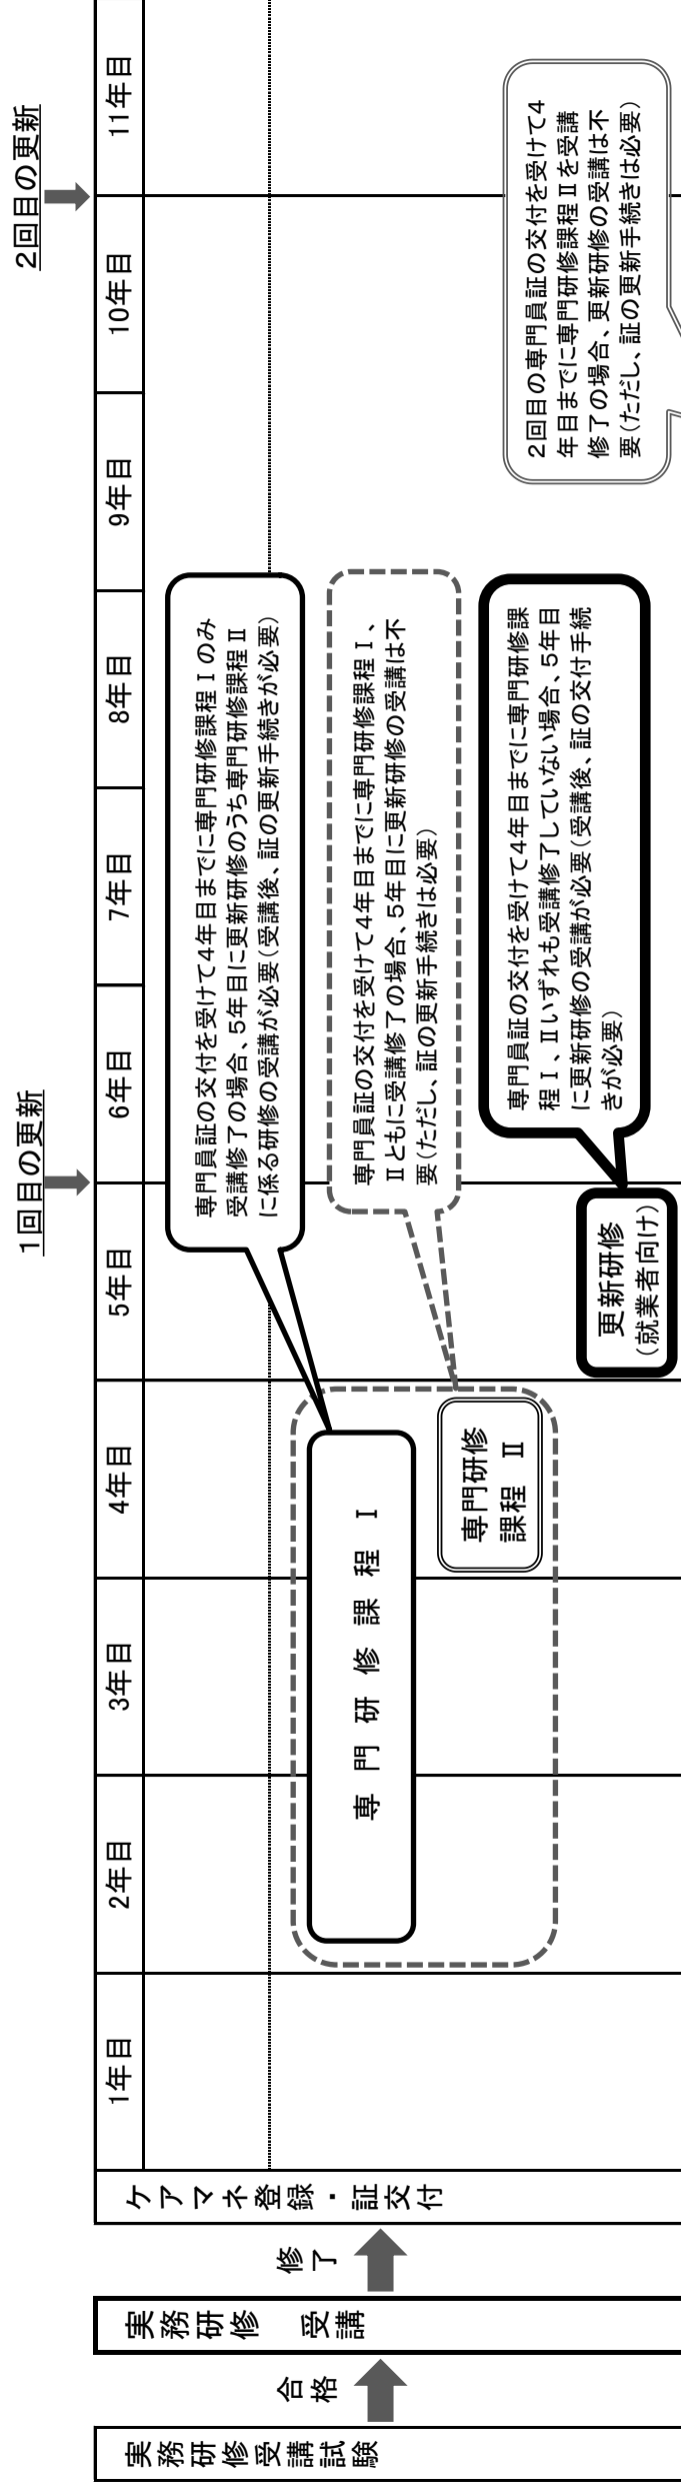 1回目の更新
2回目の更新
実務研修受講試験
合格
実務研修　受講
修了
ケアマネ登録・証交付
1年目
2年目
3年目
4年目
5年目
6年目
7年目
8年目
9年目
10年目
11年目
専門員証の交付を受けて4年目までに専門研修課程Ⅰのみ
受講修了の場合、5年目に更新研修のうち専門研修課程Ⅱ
に係る研修の受講が必要(受講後、証の更新手続きが必要)
専門研修課程Ⅰ
専門員証の交付を受けて4年目までに専門研修課程Ⅰ、
Ⅱともに受講修了の場合、5年目に更新研修の受講は不
要(ただし、証の更新手続きは必要)
専門研修
課程 Ⅱ
専門員証の交付を受けて4年目までに専門研修課
程Ⅰ、Ⅱいずれも受講修了していない場合、5年目
に更新研修の受講が必要(受講後、証の交付手続
きが必要)
更新研修
(就業者向け)
2回目の専門員証の交付を受けて4
年目までに専門研修課程Ⅱを受講
修了の場合、更新研修の受講は不
要(ただし、証の更新手続きは必要)